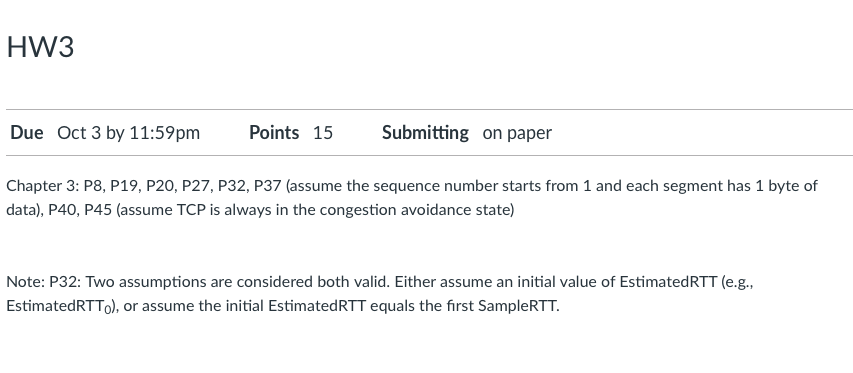 HW3
Due Oct 3 by 11:59pm Points 15 Submitting on paper
Chapter 3: P8, P19, P20, P27, P32, P37 (assume the sequence number starts from 1 and each segment has 1 byte of
data), P40, P45 (assume TCP is always in the congestion avoidance state)
Note: P32: Two assumptions are considered both valid. Either assume an initial value of EstimatedRTT (e.g.,
EstimatedRTT₀), or assume the initial EstimatedRTT equals the first SampleRTT.